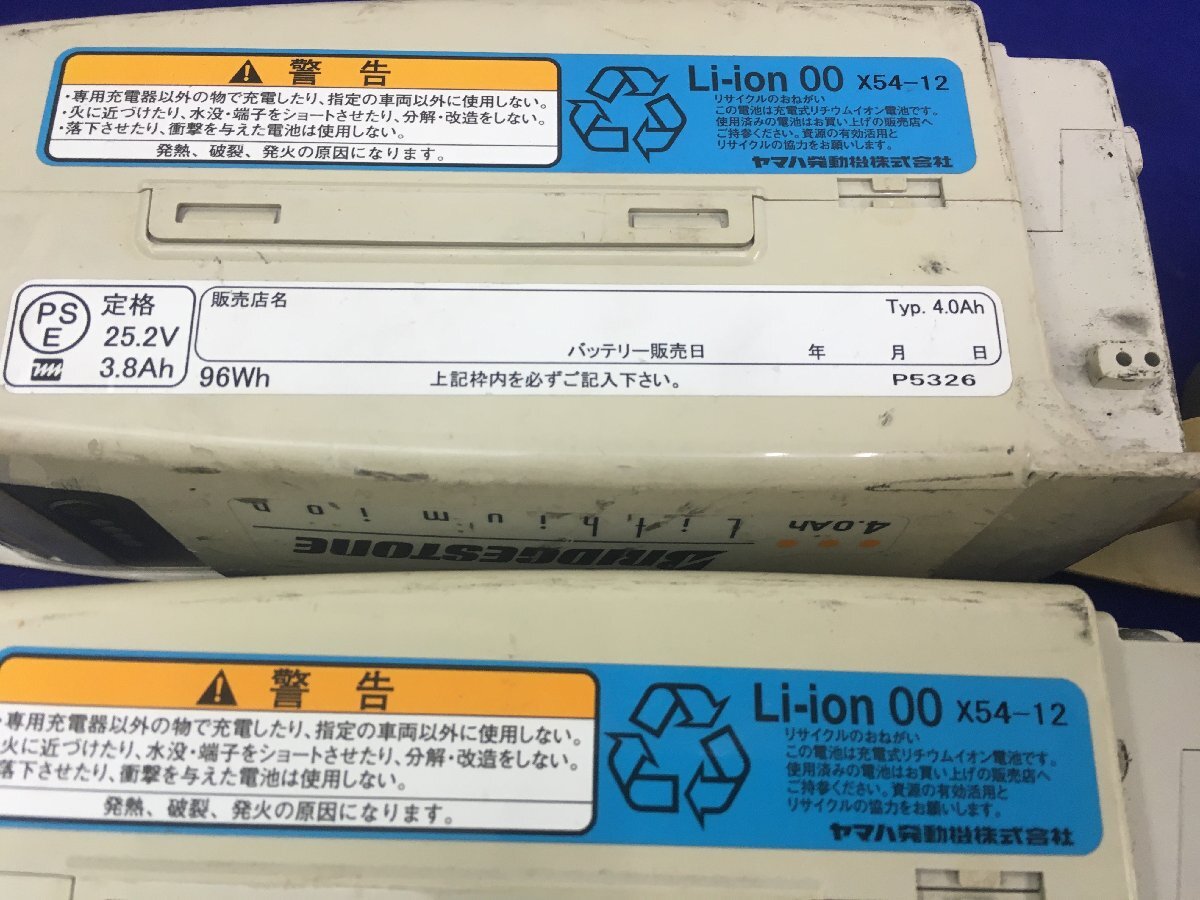 警 告
・専用充電器以外の物で充電したり、指定の車両以外に使用しない。
・火に近づけたり、水没・端子をショートさせたり、分解・改造をしない。
・落下させたり、衝撃を与えた電池は使用しない。
発熱、破裂、発火の原因になります。
Li-ion 00 X54-12
リサイクルのおねがい
この電池は充電式リチウムイオン電池です。
使用済みの電池はお買い上げの販売店へ
ご持参ください。資源の有効活用と
リサイクルの協力をお願いします。
ヤマハ発動機株式会社
PS
E
定格
25.2V
3.8Ah
販売店名
Typ. 4.0Ah
バッテリー販売日 年 月 日
96Wh
上記枠内を必ずご記入下さい。
P5326
4.0Ah
Lithium ion
BRIDGESTONE
警 告
専用充電器以外の物で充電したり、指定の車両以外に使用しない。
火に近づけたり、水没・端子をショートさせたり、分解・改造をしない。
落下させたり、衝撃を与えた電池は使用しない。
発熱、破裂、発火の原因になります。
Li-ion 00 X54-12
リサイクルのおねがい
この電池は充電式リチウムイオン電池です。
使用済みの電池はお買い上げの販売店へ
ご持参ください。資源の有効活用と
リサイクルの協力をお願いします。
ヤマハ発動機株式会社